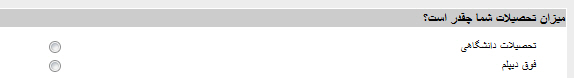 میزان تحصیلات شما چقدر است؟
تحصیلات دانشگاهی
فوق دیپلم